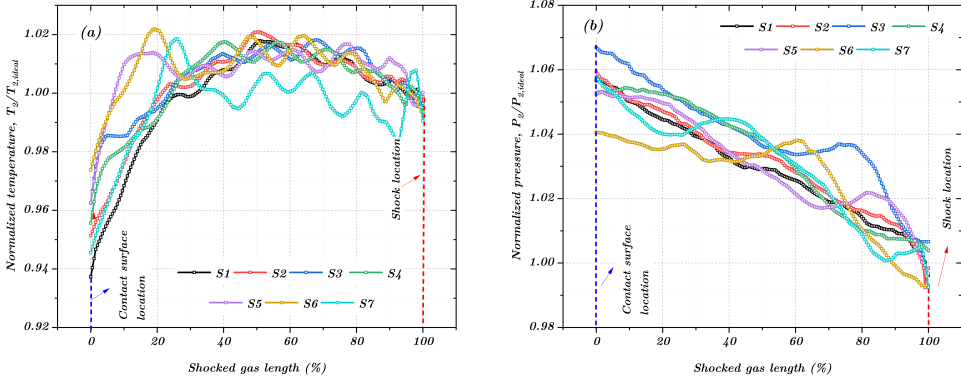 (a)
Normalized temperature, T2/T2,ideal
1.02
1.00
0.98
0.96
0.94
0.92
Shock location
Contact surface
location
S1 S2 S3 S4
S5 S6 S7
0 20 40 60 80 100
Shocked gas length (%)
(b)
Normalized pressure, P2/P2,ideal
1.08
1.06
1.04
1.02
1.00
0.98
S1 S2 S3 S4
S5 S6 S7
Contact surface
location
Shock location
0 20 40 60 80 100
Shocked gas length (%)